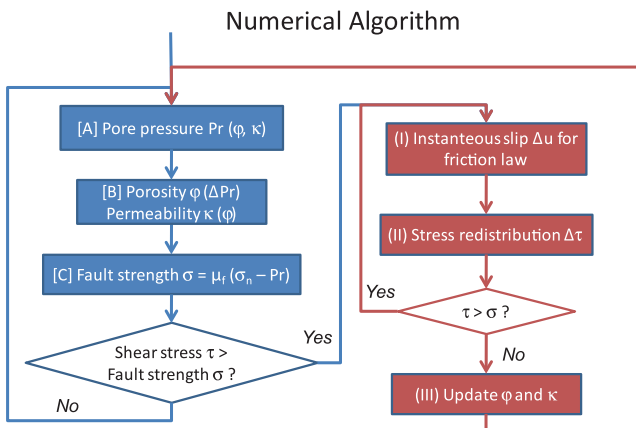 Numerical Algorithm
[A] Pore pressure Pr (φ, κ)
[B] Porosity φ (ΔPr)
Permeability κ (φ)
[C] Fault strength σ = μf (σn – Pr)
Shear stress τ >
Fault strength σ ?
Yes
No
(I) Instanteous slip Δu for
friction law
(II) Stress redistribution Δτ
Yes
τ > σ ?
No
(III) Update φ and κ